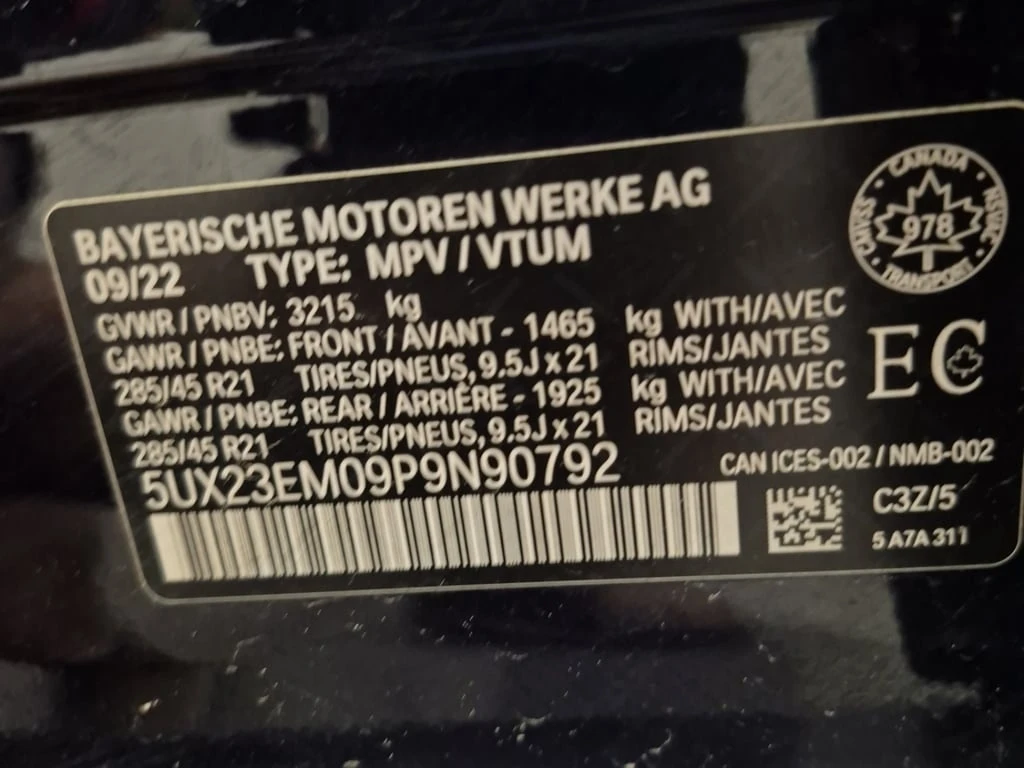 BAYERISCHE MOTOREN WERKE AG
09/22 TYPE: MPV / VTUM
GVWR / PNBV: 3215 kg
GAWR / PNBE: FRONT / AVANT - 1465 kg WITH/AVEC
285/45 R21 TIRES/PNEUS, 9.5J x 21 RIMS/JANTES
GAWR / PNBE: REAR / ARRIÈRE - 1925 kg WITH/AVEC
285/45 R21 TIRES/PNEUS, 9.5J x 21 RIMS/JANTES
5UX23EM09P9N90792
CANADA
CMVSS 978 NSVAC
TRANSPORT
EC
CAN ICES-002 / NMB-002
C3Z/5
5 A7A 311